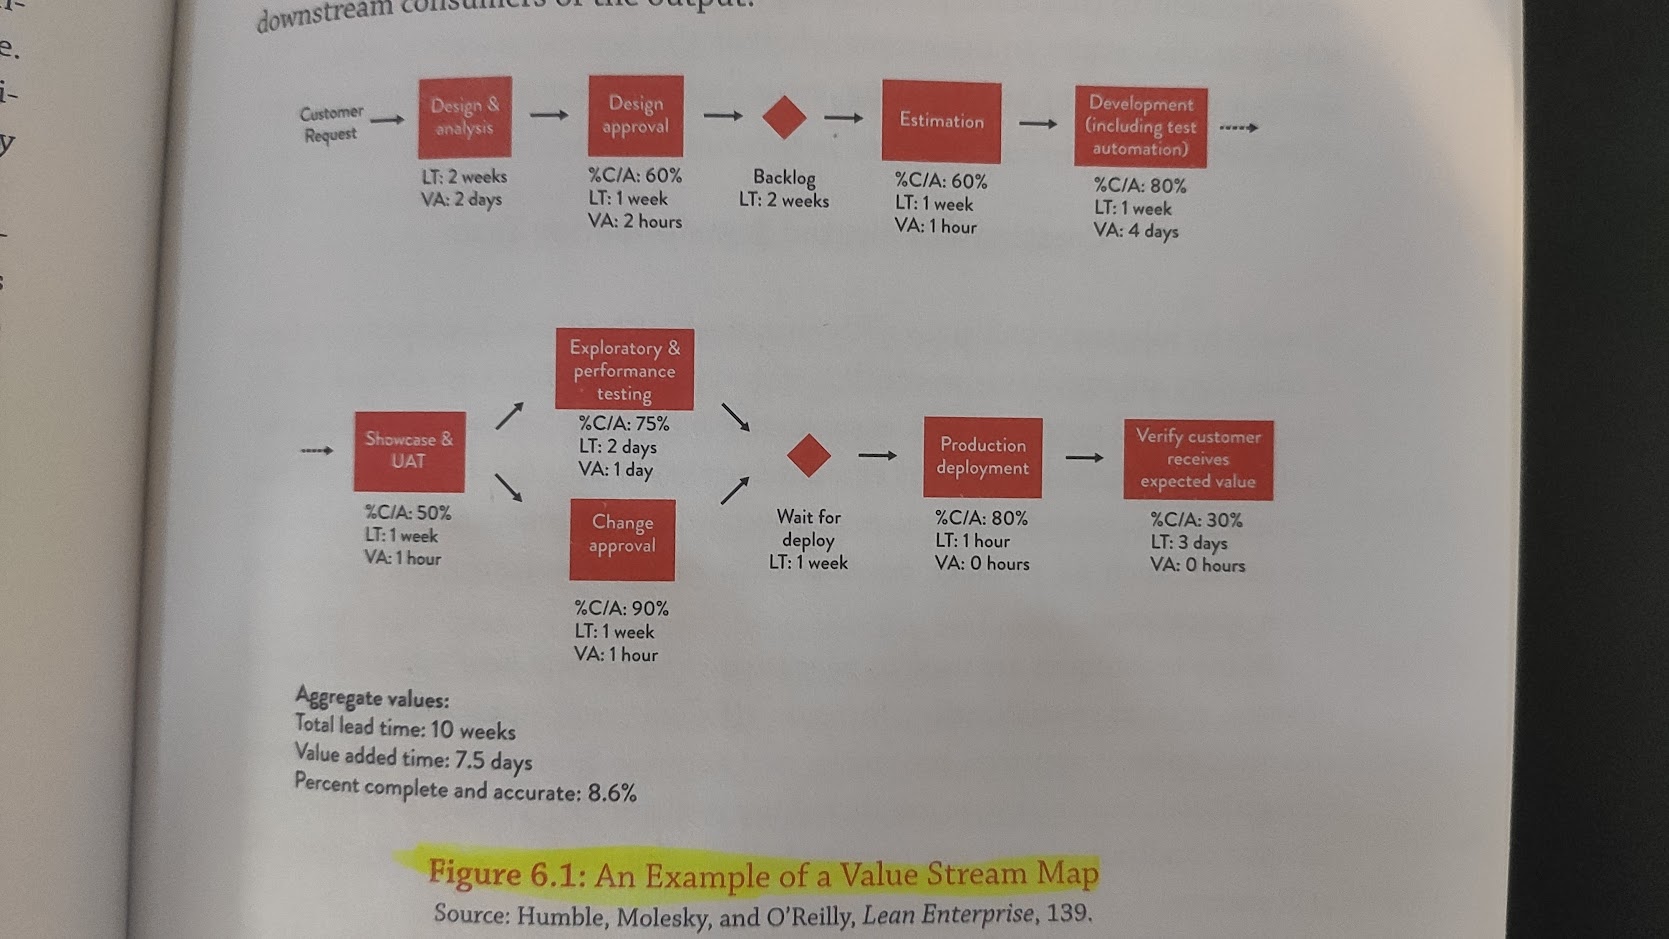 downstream consumers of the output.
e.
i-
y
Customer
Request
Design &
analysis
LT: 2 weeks
VA: 2 days
Design
approval
%C/A: 60%
LT: 1 week
VA: 2 hours
Backlog
LT: 2 weeks
Estimation
%C/A: 60%
LT: 1 week
VA: 1 hour
Development
(including test
automation)
%C/A: 80%
LT: 1 week
VA: 4 days
Showcase &
UAT
%C/A: 50%
LT: 1 week
VA: 1 hour
Exploratory &
performance
testing
%C/A: 75%
LT: 2 days
VA: 1 day
Change
approval
%C/A: 90%
LT: 1 week
VA: 1 hour
Wait for
deploy
LT: 1 week
Production
deployment
%C/A: 80%
LT: 1 hour
VA: 0 hours
Verify customer
receives
expected value
%C/A: 30%
LT: 3 days
VA: 0 hours
Aggregate values:
Total lead time: 10 weeks
Value added time: 7.5 days
Percent complete and accurate: 8.6%
Figure 6.1: An Example of a Value Stream Map
Source: Humble, Molesky, and O'Reilly, Lean Enterprise, 139.